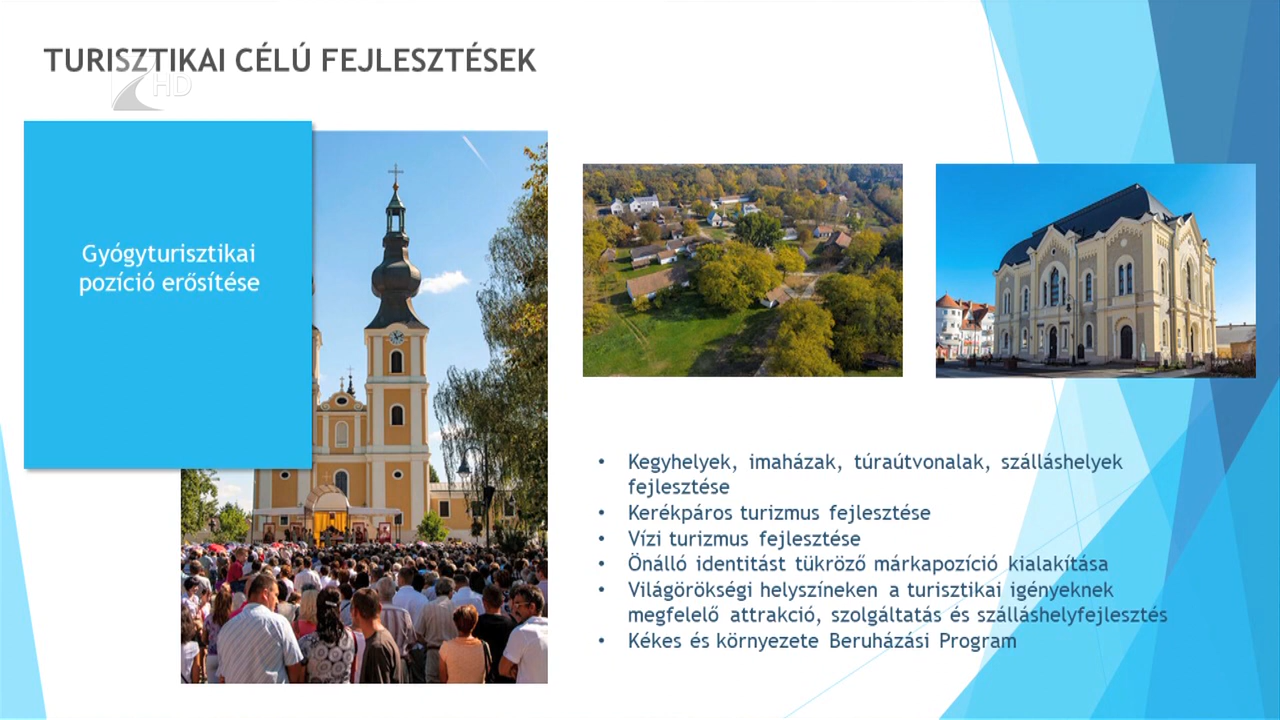 TURISZTIKAI CÉLÚ FEJLESZTÉSEK
HD
Gyógyturisztikai
pozíció erősítése
• Kegyhelyek, imaházak, túraútvonalak, szálláshelyek
fejlesztése
• Kerékpáros turizmus fejlesztése
• Vízi turizmus fejlesztése
• Önálló identitást tükröző márkapozíció kialakítása
• Világörökségi helyszíneken a turisztikai igényeknek
megfelelő attrakció, szolgáltatás és szálláshelyfejlesztés
• Kékes és környezete Beruházási Program